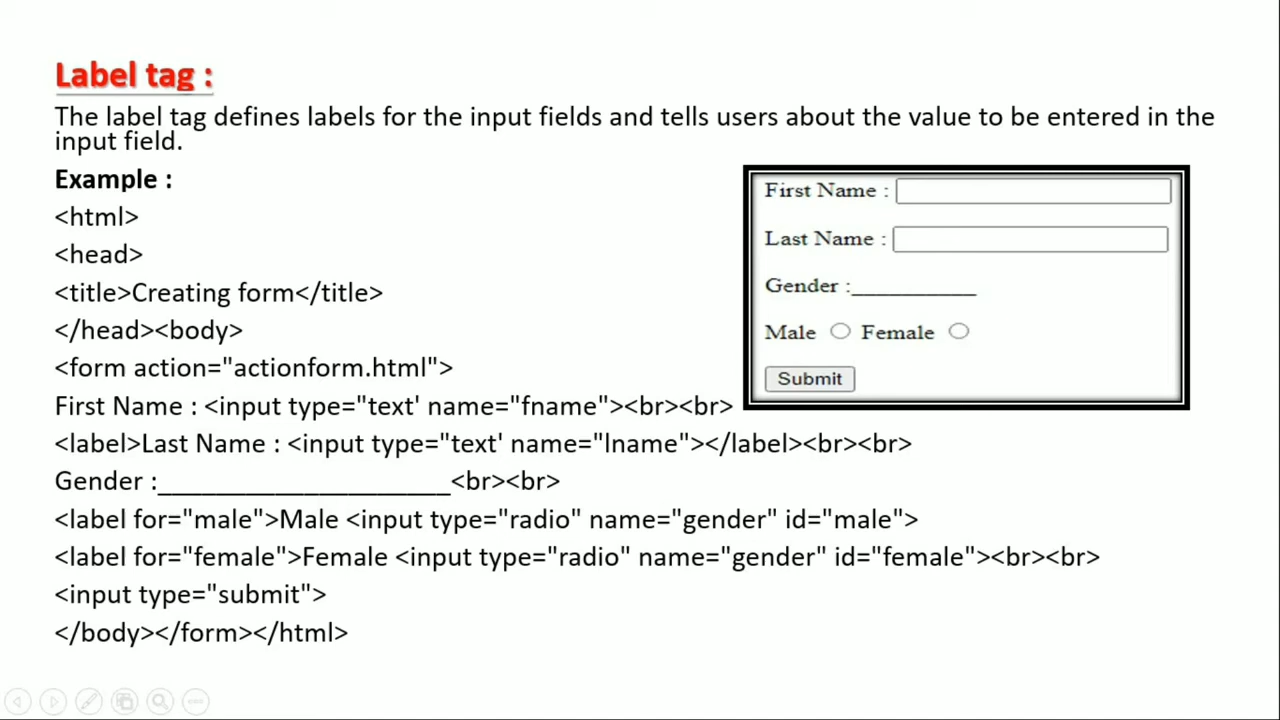 Label tag :
The label tag defines labels for the input fields and tells users about the value to be entered in the
input field.
Example :
<html>
<head>
<title>Creating form</title>
</head><body>
<form action="actionform.html">
First Name : <input type="text' name="fname"><br><br>
<label>Last Name : <input type="text' name="lname"></label><br><br>
Gender :____________________<br><br>
<label for="male">Male <input type="radio" name="gender" id="male">
<label for="female">Female <input type="radio" name="gender" id="female"><br><br>
<input type="submit">
</body></form></html>
First Name :
Last Name :
Gender :__________
Male Female
Submit